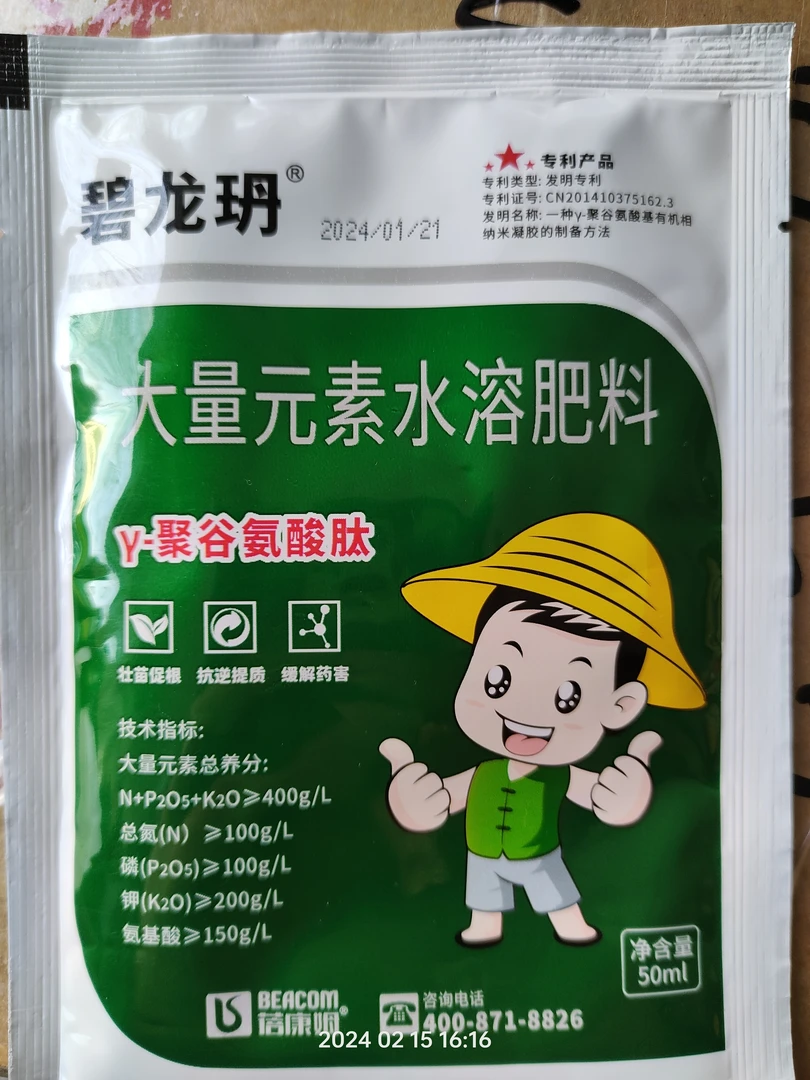 碧龙玬®
2024/01/21
专利产品
专利类型: 发明专利
专利证号: CN201410375162.3
发明名称: 一种γ-聚谷氨酸基有机相
纳米凝胶的制备方法
大量元素水溶肥料
γ-聚谷氨酸肽
壮苗促根 抗逆提质 缓解药害
技术指标:
大量元素总养分:
N+P2O5+K2O≥400g/L
总氮(N) ≥100g/L
磷(P2O5)≥100g/L
钾(K2O)≥200g/L
氨基酸≥150g/L
净含量
50ml
BEACOM
蓓康姆®
咨询电话
400-871-8826
2024 02 15 16:16